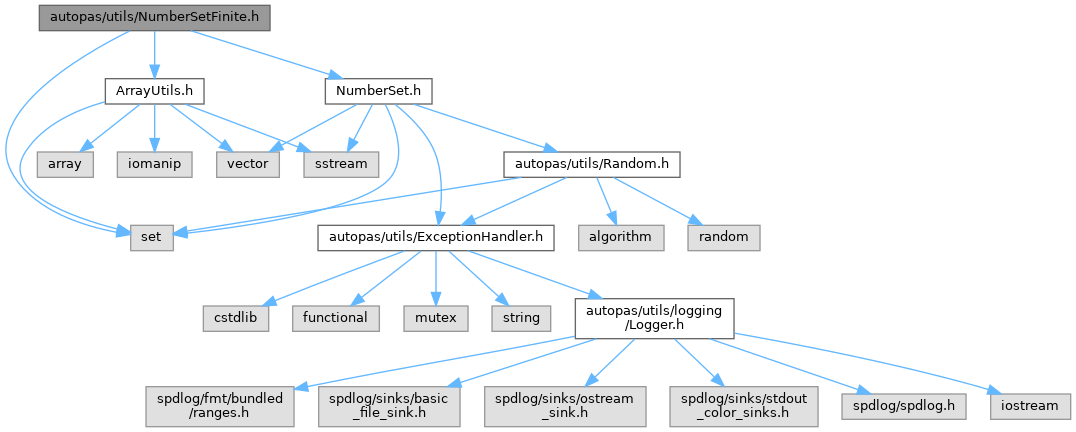 autopas/utils/NumberSetFinite.h
ArrayUtils.h
NumberSet.h
array
iomanip
vector
sstream
autopas/utils/Random.h
set
autopas/utils/ExceptionHandler.h
algorithm
random
cstdlib
functional
mutex
string
autopas/utils/logging
/Logger.h
spdlog/fmt/bundled
/ranges.h
spdlog/sinks/basic
_file_sink.h
spdlog/sinks/ostream
_sink.h
spdlog/sinks/stdout
_color_sinks.h
spdlog/spdlog.h
iostream